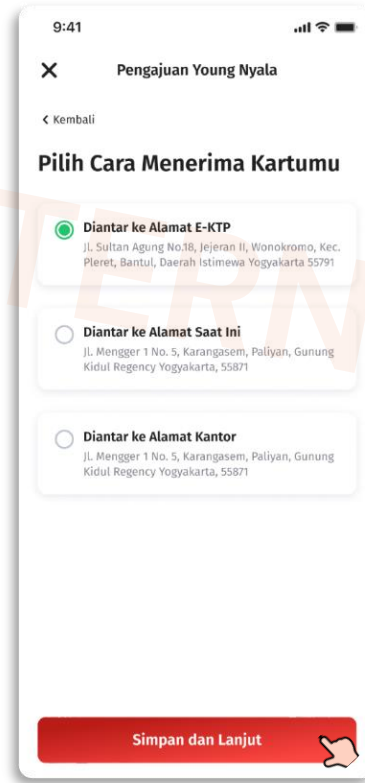 9:41
Pengajuan Young Nyala
Kembali
Pilih Cara Menerima Kartumu
Diantar ke Alamat E-KTP
Jl. Sultan Agung No.18, Jejeran II, Wonokromo, Kec.
Pleret, Bantul, Daerah Istimewa Yogyakarta 55791
Diantar ke Alamat Saat Ini
Jl. Mengger 1 No. 5, Karangasem, Paliyan, Gunung
Kidul Regency Yogyakarta, 55871
Diantar ke Alamat Kantor
Jl. Mengger 1 No. 5, Karangasem, Paliyan, Gunung
Kidul Regency Yogyakarta, 55871
Simpan dan Lanjut